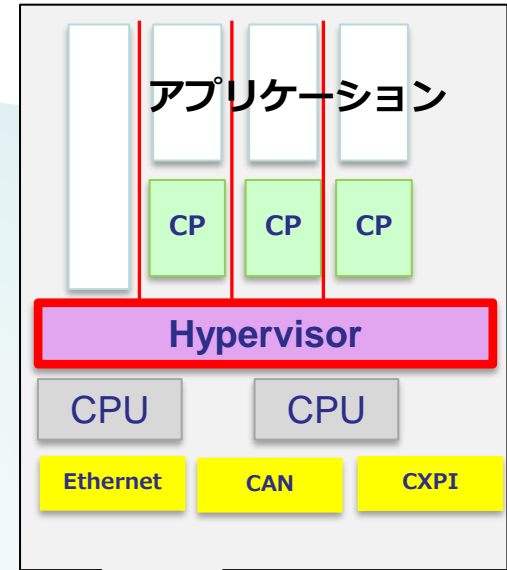 アプリケーション
CP CP CP
Hypervisor
CPU CPU
Ethernet CAN CXPI